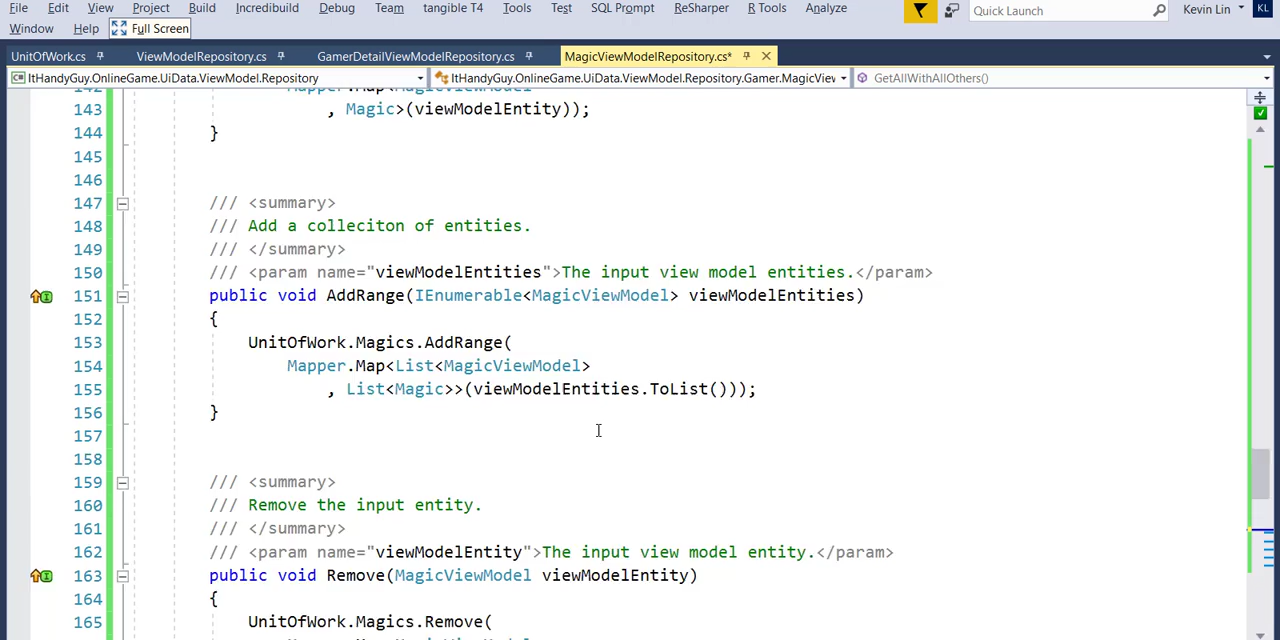 File Edit View Project Build Incredibuild Debug Team tangible T4 Tools Test SQL Prompt ReSharper R Tools Analyze Quick Launch Kevin Lin KL
Window Help Full Screen
UnitOfWork.cs ViewModelRepository.cs GamerDetailViewModelRepository.cs MagicViewModelRepository.cs*
ItHandyGuy.OnlineGame.UiData.ViewModel.Repository ItHandyGuy.OnlineGame.UiData.ViewModel.Repository.Gamer.MagicViev GetAllWithAllOthers()
142 Mapper.Map<MagicViewModel
143 , Magic>(viewModelEntity));
144 }
145
146
147 /// <summary>
148 /// Add a colleciton of entities.
149 /// </summary>
150 /// <param name="viewModelEntities">The input view model entities.</param>
151 public void AddRange(IEnumerable<MagicViewModel> viewModelEntities)
152 {
153 UnitOfWork.Magics.AddRange(
154 Mapper.Map<List<MagicViewModel>
155 , List<Magic>>(viewModelEntities.ToList()));
156 }
157
158
159 /// <summary>
160 /// Remove the input entity.
161 /// </summary>
162 /// <param name="viewModelEntity">The input view model entity.</param>
163 public void Remove(MagicViewModel viewModelEntity)
164 {
165 UnitOfWork.Magics.Remove(